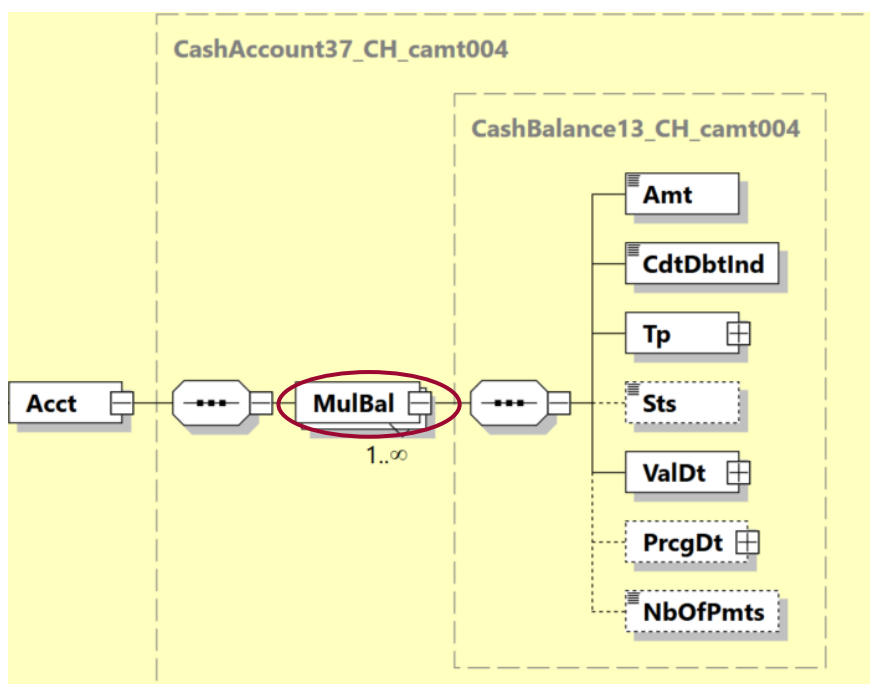 CashAccount37_CH_camt004
CashBalance13_CH_camt004
Amt
CdtDbtInd
Tp
Acct
MulBal
Sts
1..∞
ValDt
PrcgDt
NbOfPmts